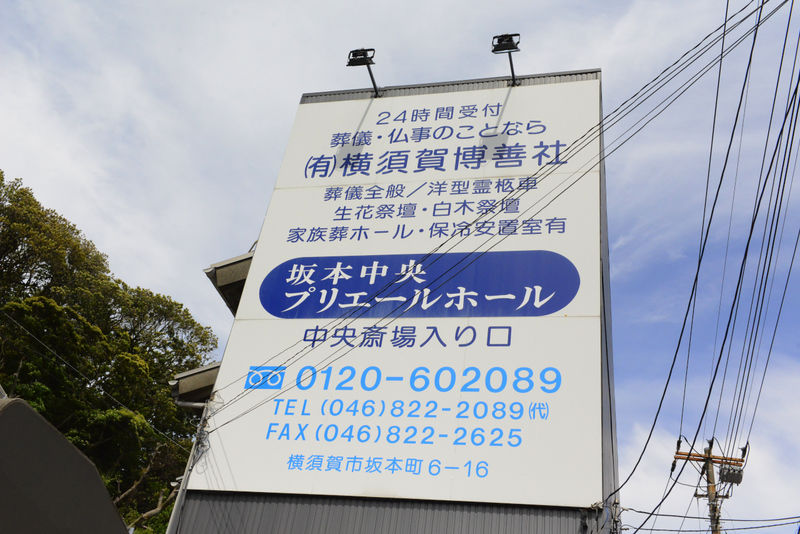 24時間受付
葬儀・仏事のことなら
(有)横須賀博善社
葬儀全般／洋型霊柩車
生花祭壇・白木祭壇
家族葬ホール・保冷安置室有
坂本中央
プリエールホール
中央斎場入り口
0120-602089
TEL(046)822-2089(代)
FAX(046)822-2625
横須賀市坂本町6-16